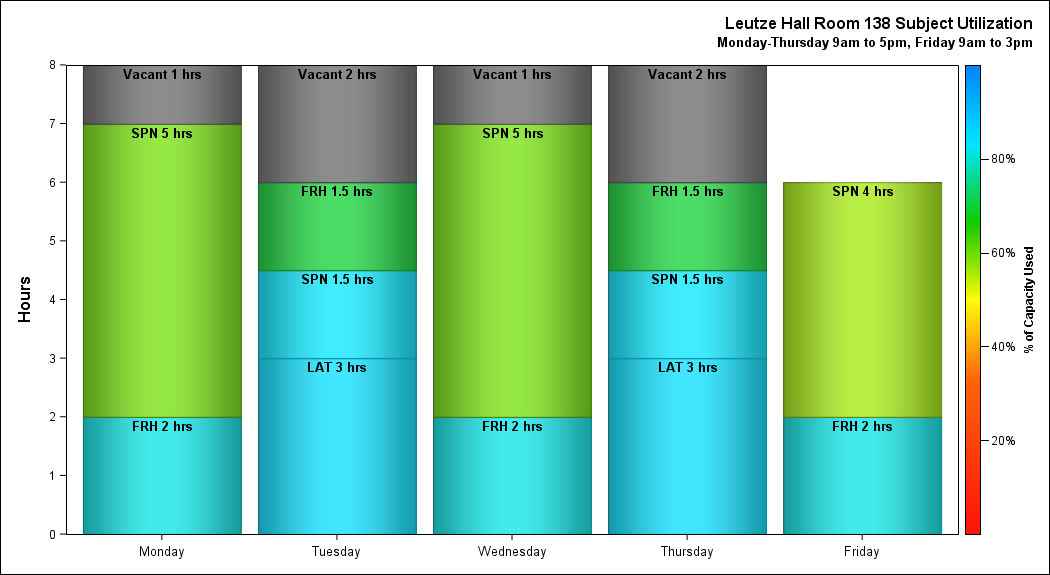 Leutze Hall Room 138 Subject Utilization
Monday-Thursday 9am to 5pm, Friday 9am to 3pm
Hours
8
7
6
5
4
3
2
1
0
Vacant 1 hrs
SPN 5 hrs
FRH 2 hrs
Vacant 2 hrs
FRH 1.5 hrs
SPN 1.5 hrs
LAT 3 hrs
Vacant 1 hrs
SPN 5 hrs
FRH 2 hrs
Vacant 2 hrs
FRH 1.5 hrs
SPN 1.5 hrs
LAT 3 hrs
SPN 4 hrs
FRH 2 hrs
Monday
Tuesday
Wednesday
Thursday
Friday
80%
60%
40%
20%
% of Capacity Used